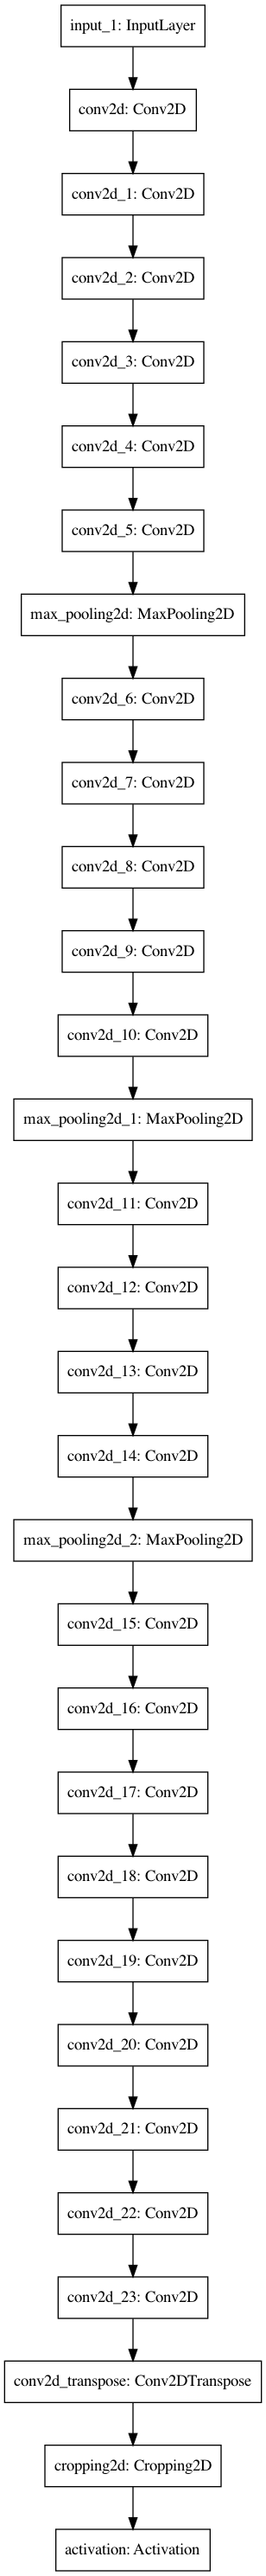 input_1: InputLayer
conv2d: Conv2D
conv2d_1: Conv2D
conv2d_2: Conv2D
conv2d_3: Conv2D
conv2d_4: Conv2D
conv2d_5: Conv2D
max_pooling2d: MaxPooling2D
conv2d_6: Conv2D
conv2d_7: Conv2D
conv2d_8: Conv2D
conv2d_9: Conv2D
conv2d_10: Conv2D
max_pooling2d_1: MaxPooling2D
conv2d_11: Conv2D
conv2d_12: Conv2D
conv2d_13: Conv2D
conv2d_14: Conv2D
max_pooling2d_2: MaxPooling2D
conv2d_15: Conv2D
conv2d_16: Conv2D
conv2d_17: Conv2D
conv2d_18: Conv2D
conv2d_19: Conv2D
conv2d_20: Conv2D
conv2d_21: Conv2D
conv2d_22: Conv2D
conv2d_23: Conv2D
conv2d_transpose: Conv2DTranspose
cropping2d: Cropping2D
activation: Activation